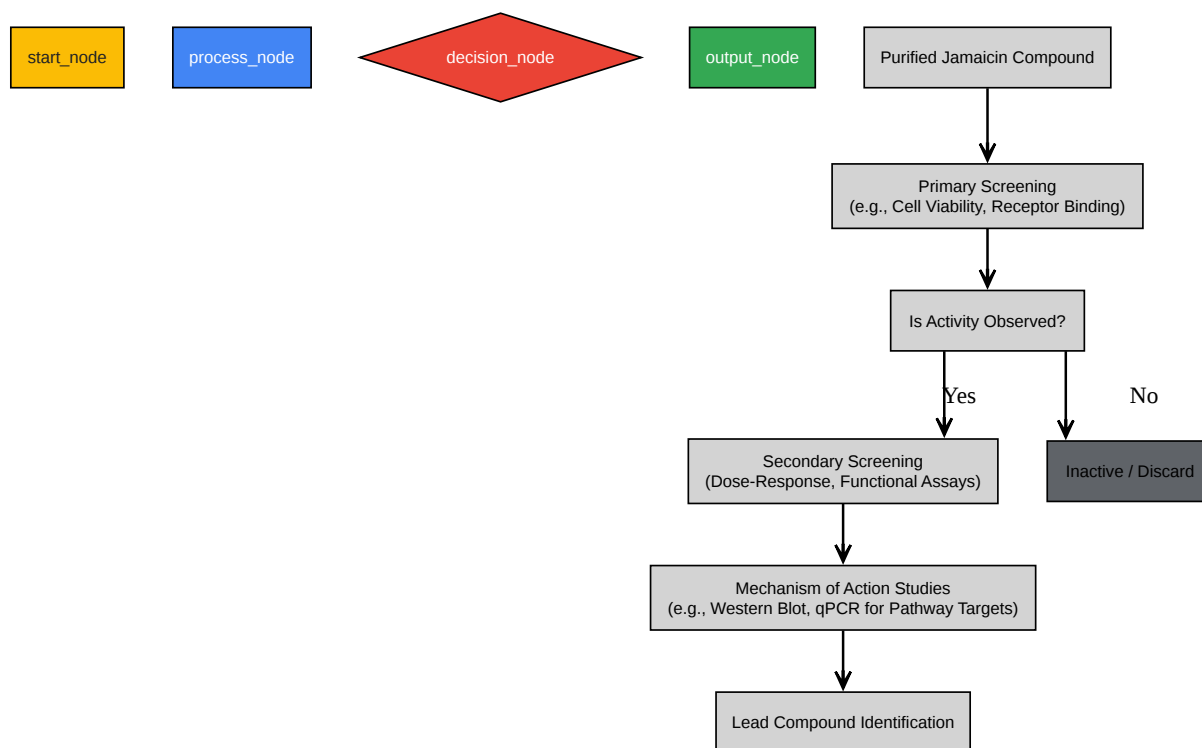 start_node
process_node
decision_node
output_node
Purified Jamaicin Compound
Primary Screening
(e.g., Cell Viability, Receptor Binding)
Is Activity Observed?
Yes
No
Secondary Screening
(Dose-Response, Functional Assays)
Inactive / Discard
Mechanism of Action Studies
(e.g., Western Blot, qPCR for Pathway Targets)
Lead Compound Identification